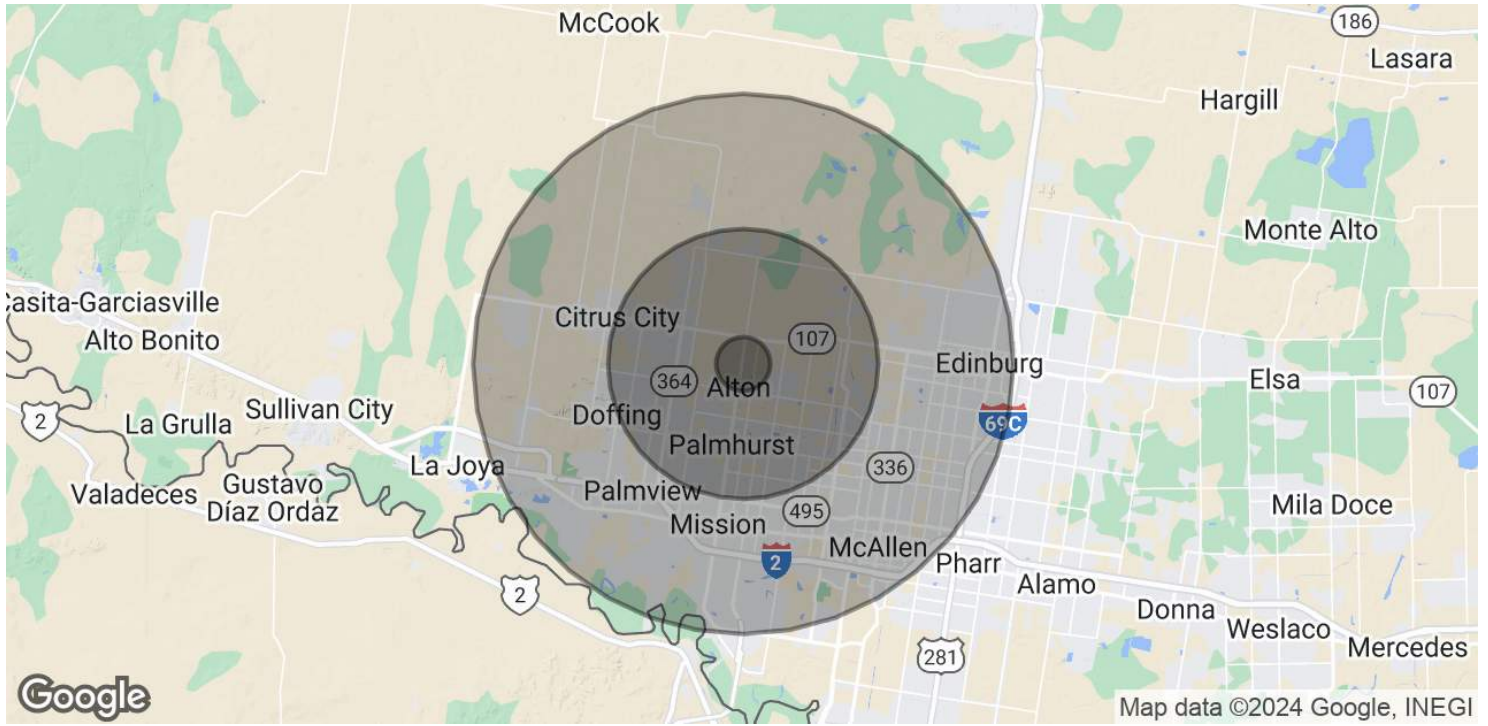 McCook
186
Lasara
Hargill
Monte Alto
Casita-Garciasville
Citrus City
107
Alto Bonito
Edinburg
364
Alton
Elsa
107
2
La Grulla
Sullivan City
Doffing
69C
Palmhurst
La Joya
336
Valadeces
Gustavo
Díaz Ordaz
Palmview
495
Mila Doce
Mission
McAllen
2
Pharr
Alamo
2
Donna
Weslaco
Mercedes
281
Google
Map data ©2024 Google, INEGI